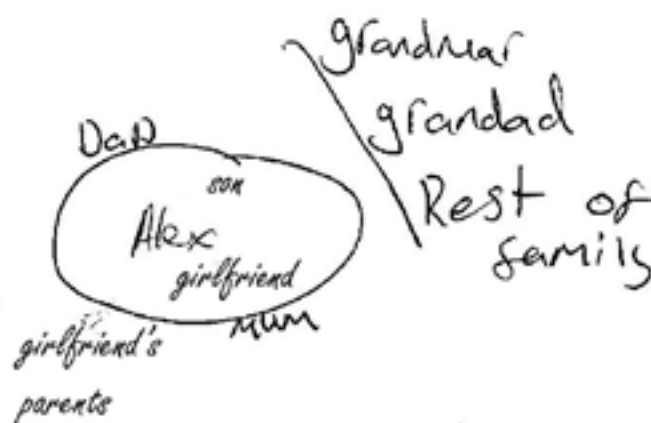 grandmar
grandad
Rest of
family
Dad
son
Alex
girlfriend
mum
girlfriend's
parents